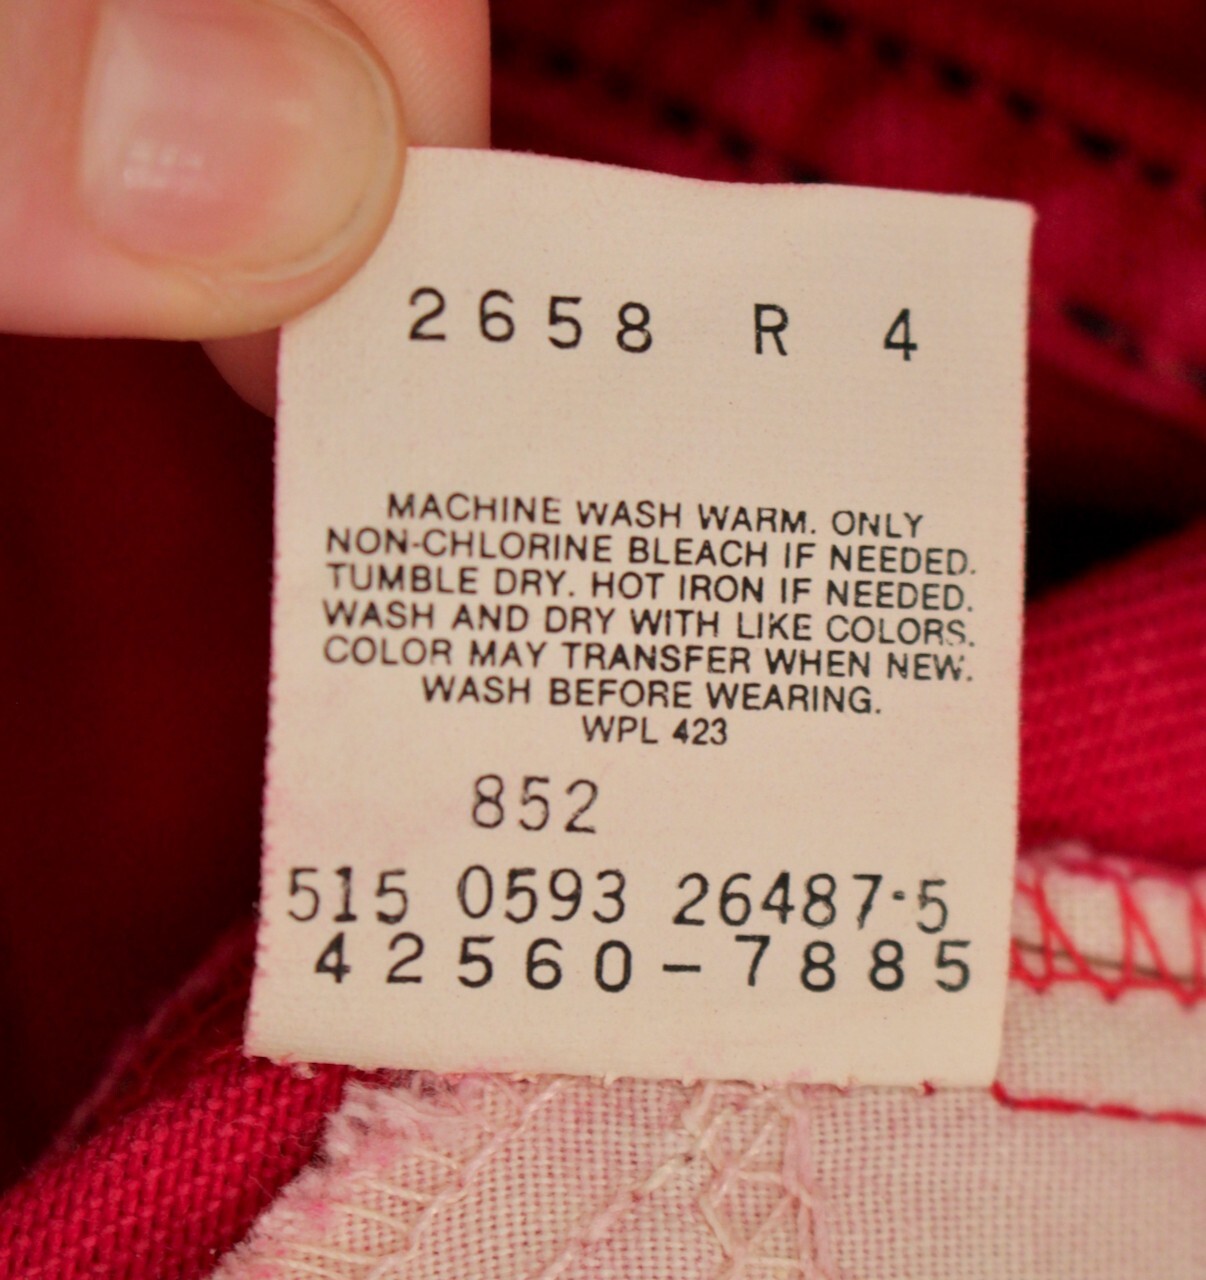 2658 R 4
MACHINE WASH WARM. ONLY
NON-CHLORINE BLEACH IF NEEDED.
TUMBLE DRY. HOT IRON IF NEEDED.
WASH AND DRY WITH LIKE COLORS.
COLOR MAY TRANSFER WHEN NEW.
WASH BEFORE WEARING.
WPL 423
852
515 0593 26487·5
42560-7885